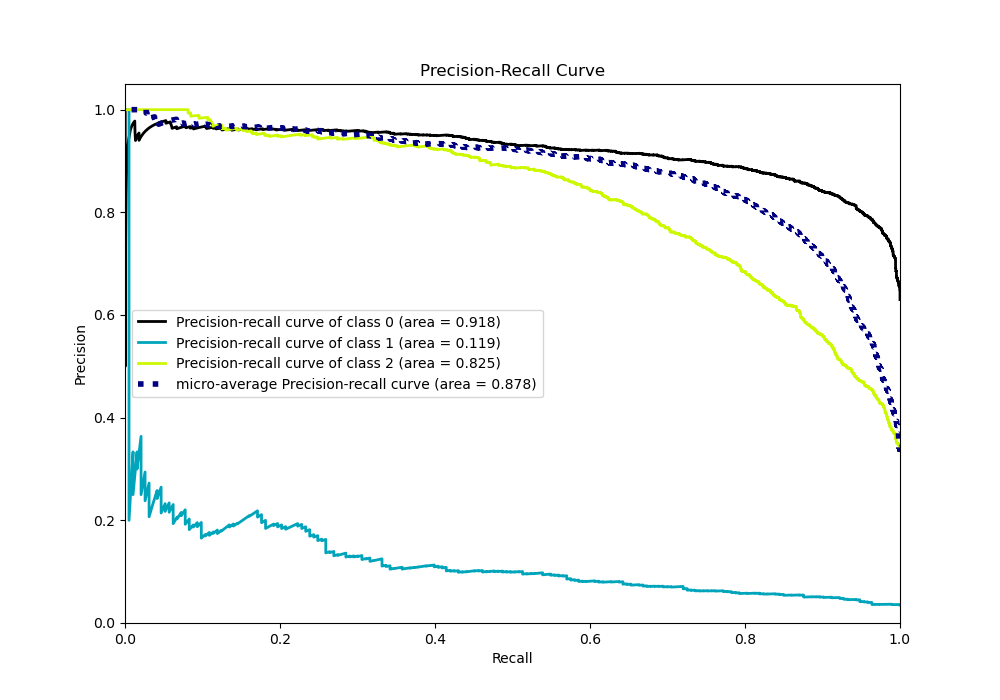 Precision-Recall Curve
1.0
0.8
0.6
0.4
0.2
0.0
Precision
Precision-recall curve of class 0 (area = 0.918)
Precision-recall curve of class 1 (area = 0.119)
Precision-recall curve of class 2 (area = 0.825)
micro-average Precision-recall curve (area = 0.878)
0.0 0.2 0.4 0.6 0.8 1.0
Recall